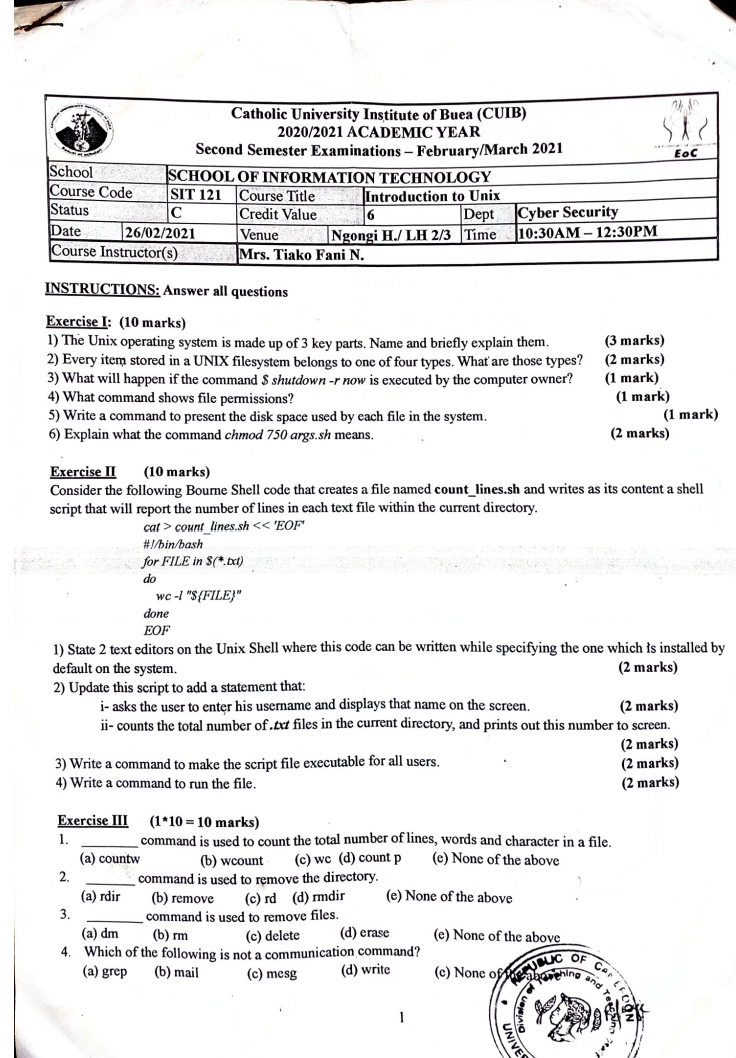 Catholic University Institute of Buea (CUIB)
2020/2021 ACADEMIC YEAR
Second Semester Examinations – February/March 2021
EoC
School SCHOOL OF INFORMATION TECHNOLOGY
Course Code SIT 121 Course Title Introduction to Unix
Status C Credit Value 6 Dept Cyber Security
Date 26/02/2021 Venue Ngongi H./ LH 2/3 Time 10:30AM – 12:30PM
Course Instructor(s) Mrs. Tiako Fani N.
INSTRUCTIONS: Answer all questions
Exercise I: (10 marks)
1) The Unix operating system is made up of 3 key parts. Name and briefly explain them. (3 marks)
2) Every item stored in a UNIX filesystem belongs to one of four types. What are those types? (2 marks)
3) What will happen if the command $ shutdown -r now is executed by the computer owner? (1 mark)
4) What command shows file permissions? (1 mark)
5) Write a command to present the disk space used by each file in the system. (1 mark)
6) Explain what the command chmod 750 args.sh means. (2 marks)
Exercise II (10 marks)
Consider the following Bourne Shell code that creates a file named count_lines.sh and writes as its content a shell
script that will report the number of lines in each text file within the current directory.
cat > count_lines.sh << 'EOF'
#!/bin/bash
for FILE in $(*.txt)
do
wc -l "${FILE}"
done
EOF
1) State 2 text editors on the Unix Shell where this code can be written while specifying the one which is installed by
default on the system. (2 marks)
2) Update this script to add a statement that:
i- asks the user to enter his username and displays that name on the screen. (2 marks)
ii- counts the total number of .txt files in the current directory, and prints out this number to screen.
(2 marks)
3) Write a command to make the script file executable for all users. (2 marks)
4) Write a command to run the file. (2 marks)
Exercise III (1*10 = 10 marks)
1. ________ command is used to count the total number of lines, words and character in a file.
(a) countw (b) wcount (c) wc (d) count p (e) None of the above
2. _______ command is used to remove the directory.
(a) rdir (b) remove (c) rd (d) rmdir (e) None of the above
3. ________ command is used to remove files.
(a) dm (b) rm (c) delete (d) erase (e) None of the above
4. Which of the following is not a communication command?
(a) grep (b) mail (c) mesg (d) write (e) None of the above
REPUBLIC OF
Division of Teaching and
1